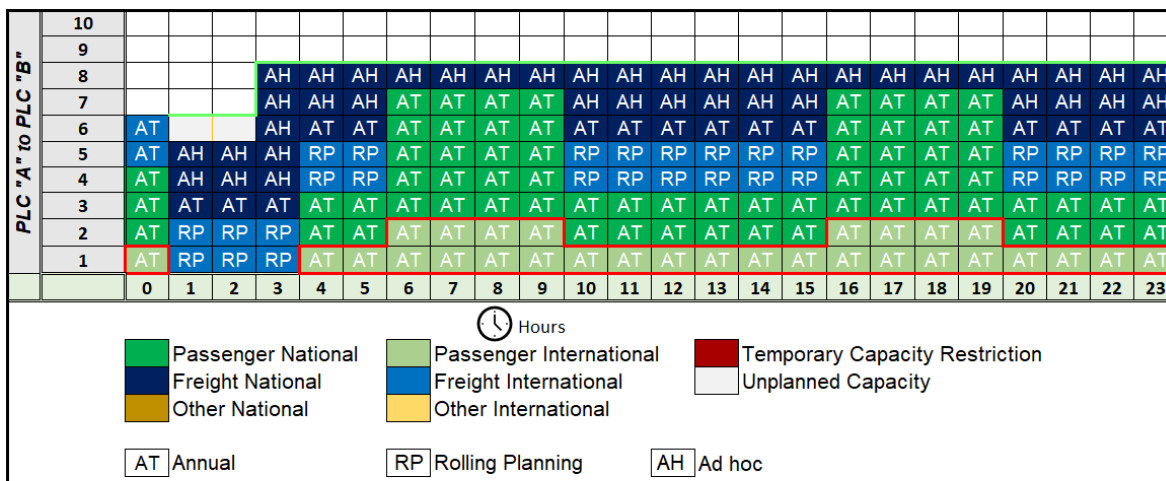 PLC "A" to PLC "B"
10
9
8 AH AH AH AH AH AH AH AH AH AH AH AH AH AH AH AH AH AH AH AH AH
7 AH AH AH AT AT AT AT AH AH AH AH AH AH AT AT AT AT AH AH AH AH
6 AT AH AT AT AT AT AT AT AT AT AT AT AT AT AT AT AT AT AT AT AT AT
5 AT AH AH AH RP RP AT AT AT AT RP RP RP RP RP RP AT AT AT AT RP RP RP RP
4 AT AH AH AH RP RP AT AT AT AT RP RP RP RP RP RP AT AT AT AT RP RP RP RP
3 AT AT AT AT AT AT AT AT AT AT AT AT AT AT AT AT AT AT AT AT AT AT AT AT
2 AT RP RP RP AT AT AT AT AT AT AT AT AT AT AT AT AT AT AT AT AT AT AT AT
1 AT RP RP RP AT AT AT AT AT AT AT AT AT AT AT AT AT AT AT AT AT AT AT AT
0 1 2 3 4 5 6 7 8 9 10 11 12 13 14 15 16 17 18 19 20 21 22 23
Hours
Passenger National Passenger International Temporary Capacity Restriction
Freight National Freight International Unplanned Capacity
Other National Other International
AT Annual RP Rolling Planning AH Ad hoc